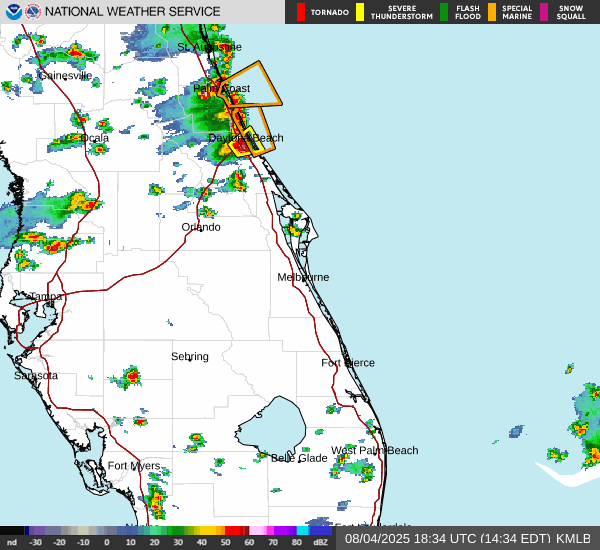 NATIONAL WEATHER SERVICE
TORNADO
SEVERE THUNDERSTORM
FLASH FLOOD
SPECIAL MARINE
SNOW SQUALL
St. Augustine
Gainesville
Palm Coast
Ocala
Daytona Beach
Orlando
Melbourne
Tampa
Sebring
Fort Pierce
Sarasota
West Palm Beach
Belle Glade
Fort Myers
nd -30 -20 -10 0 10 20 30 40 50 60 70 80 dBZ
08/04/2025 18:34 UTC (14:34 EDT) KMLB